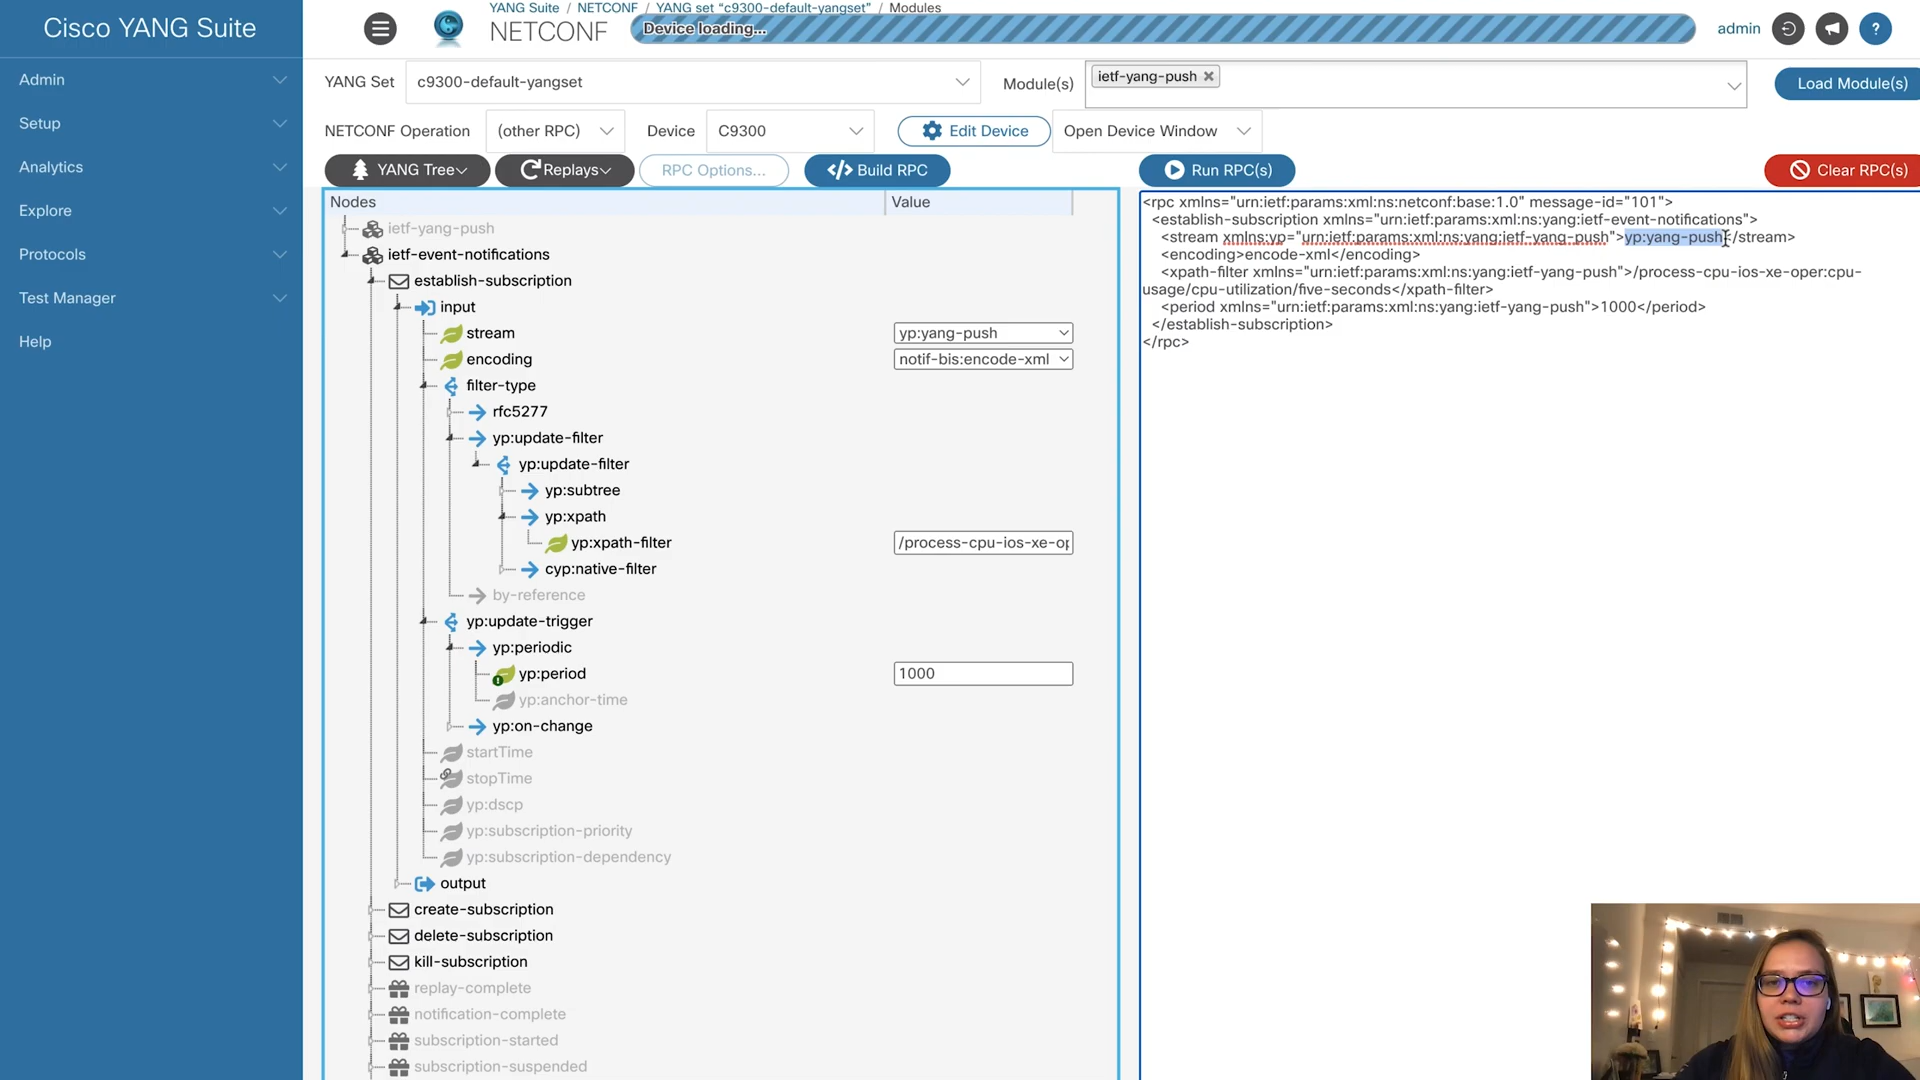 Cisco YANG Suite
YANG Suite / NETCONF / YANG set "c9300-default-yangset" / Modules
NETCONF
Device loading...
admin
?
Admin
Setup
Analytics
Explore
Protocols
Test Manager
Help
YANG Set
c9300-default-yangset
Module(s)
ietf-yang-push ×
Load Module(s)
NETCONF Operation
(other RPC)
Device
C9300
Edit Device
Open Device Window
YANG Tree
Replays
RPC Options...
</> Build RPC
Run RPC(s)
Clear RPC(s)
Nodes
Value
ietf-yang-push
ietf-event-notifications
establish-subscription
input
stream
yp:yang-push
encoding
notif-bis:encode-xml
filter-type
rfc5277
yp:update-filter
yp:update-filter
yp:subtree
yp:xpath
yp:xpath-filter
/process-cpu-ios-xe-op
cyp:native-filter
by-reference
yp:update-trigger
yp:periodic
yp:period
1000
yp:anchor-time
yp:on-change
startTime
stopTime
yp:dscp
yp:subscription-priority
yp:subscription-dependency
output
create-subscription
delete-subscription
kill-subscription
replay-complete
notification-complete
subscription-started
subscription-suspended
<rpc xmlns="urn:ietf:params:xml:ns:netconf:base:1.0" message-id="101">
<establish-subscription xmlns="urn:ietf:params:xml:ns:yang:ietf-event-notifications">
<stream xmlns:yp="urn:ietf:params:xml:ns:yang:ietf-yang-push">yp:yang-push</stream>
<encoding>encode-xml</encoding>
<xpath-filter xmlns="urn:ietf:params:xml:ns:yang:ietf-yang-push">/process-cpu-ios-xe-oper:cpu-
usage/cpu-utilization/five-seconds</xpath-filter>
<period xmlns="urn:ietf:params:xml:ns:yang:ietf-yang-push">1000</period>
</establish-subscription>
</rpc>